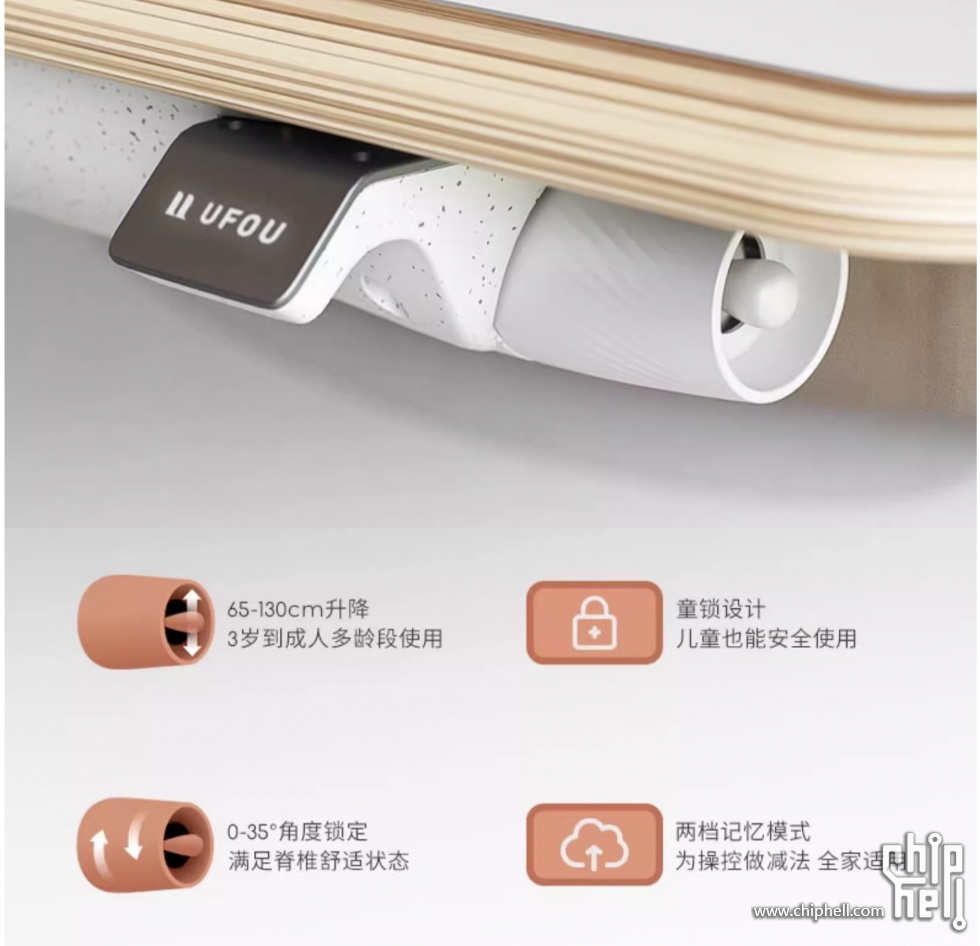 UFOU
65-130cm升降
3岁到成人多龄段使用
童锁设计
儿童也能安全使用
0-35°角度锁定
满足脊椎舒适状态
两档记忆模式
为操控做减法 全家适用
www.chiphell.com
chip
hell